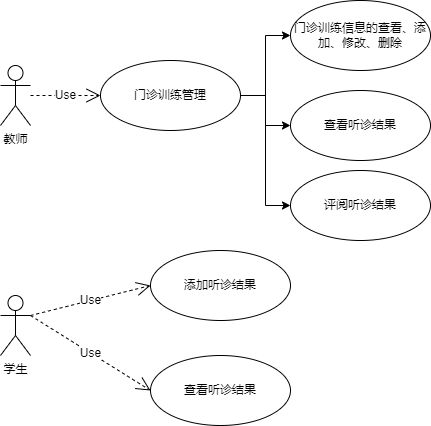 门诊训练信息的查看、添
加、修改、删除
Use
门诊训练管理
教师
查看听诊结果
评阅听诊结果
添加听诊结果
Use
学生
Use
查看听诊结果